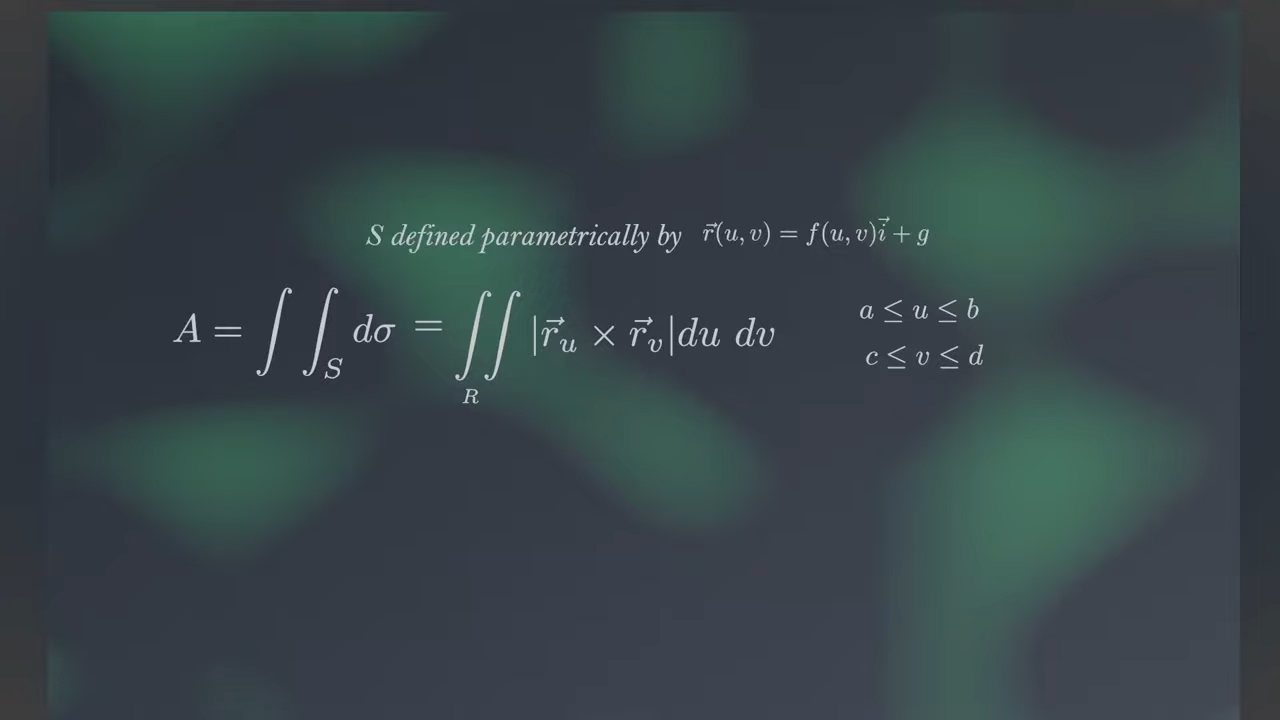 S defined parametrically by r⃗(u, v) = f(u, v)i⃗ + g
A = ∫∫_S dσ = ∬_R |r⃗_u × r⃗_v|du dv
a ≤ u ≤ b
c ≤ v ≤ d